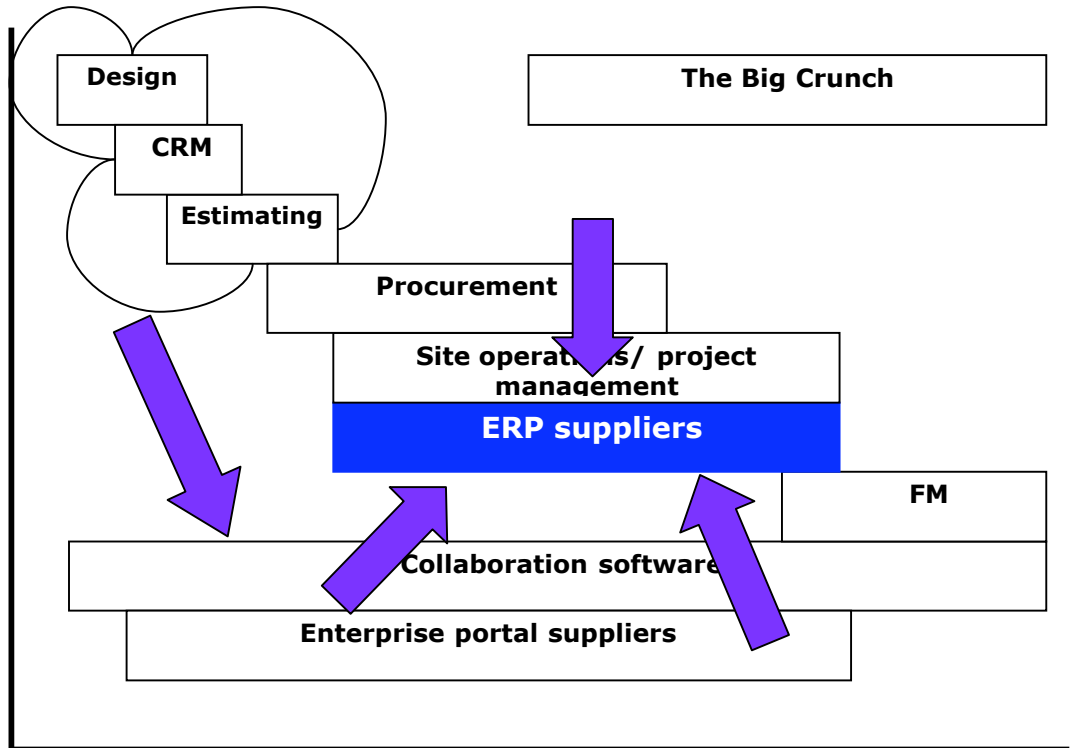 Design
The Big Crunch
CRM
Estimating
Procurement
Site operations/ project
management
ERP suppliers
FM
Collaboration software
Enterprise portal suppliers